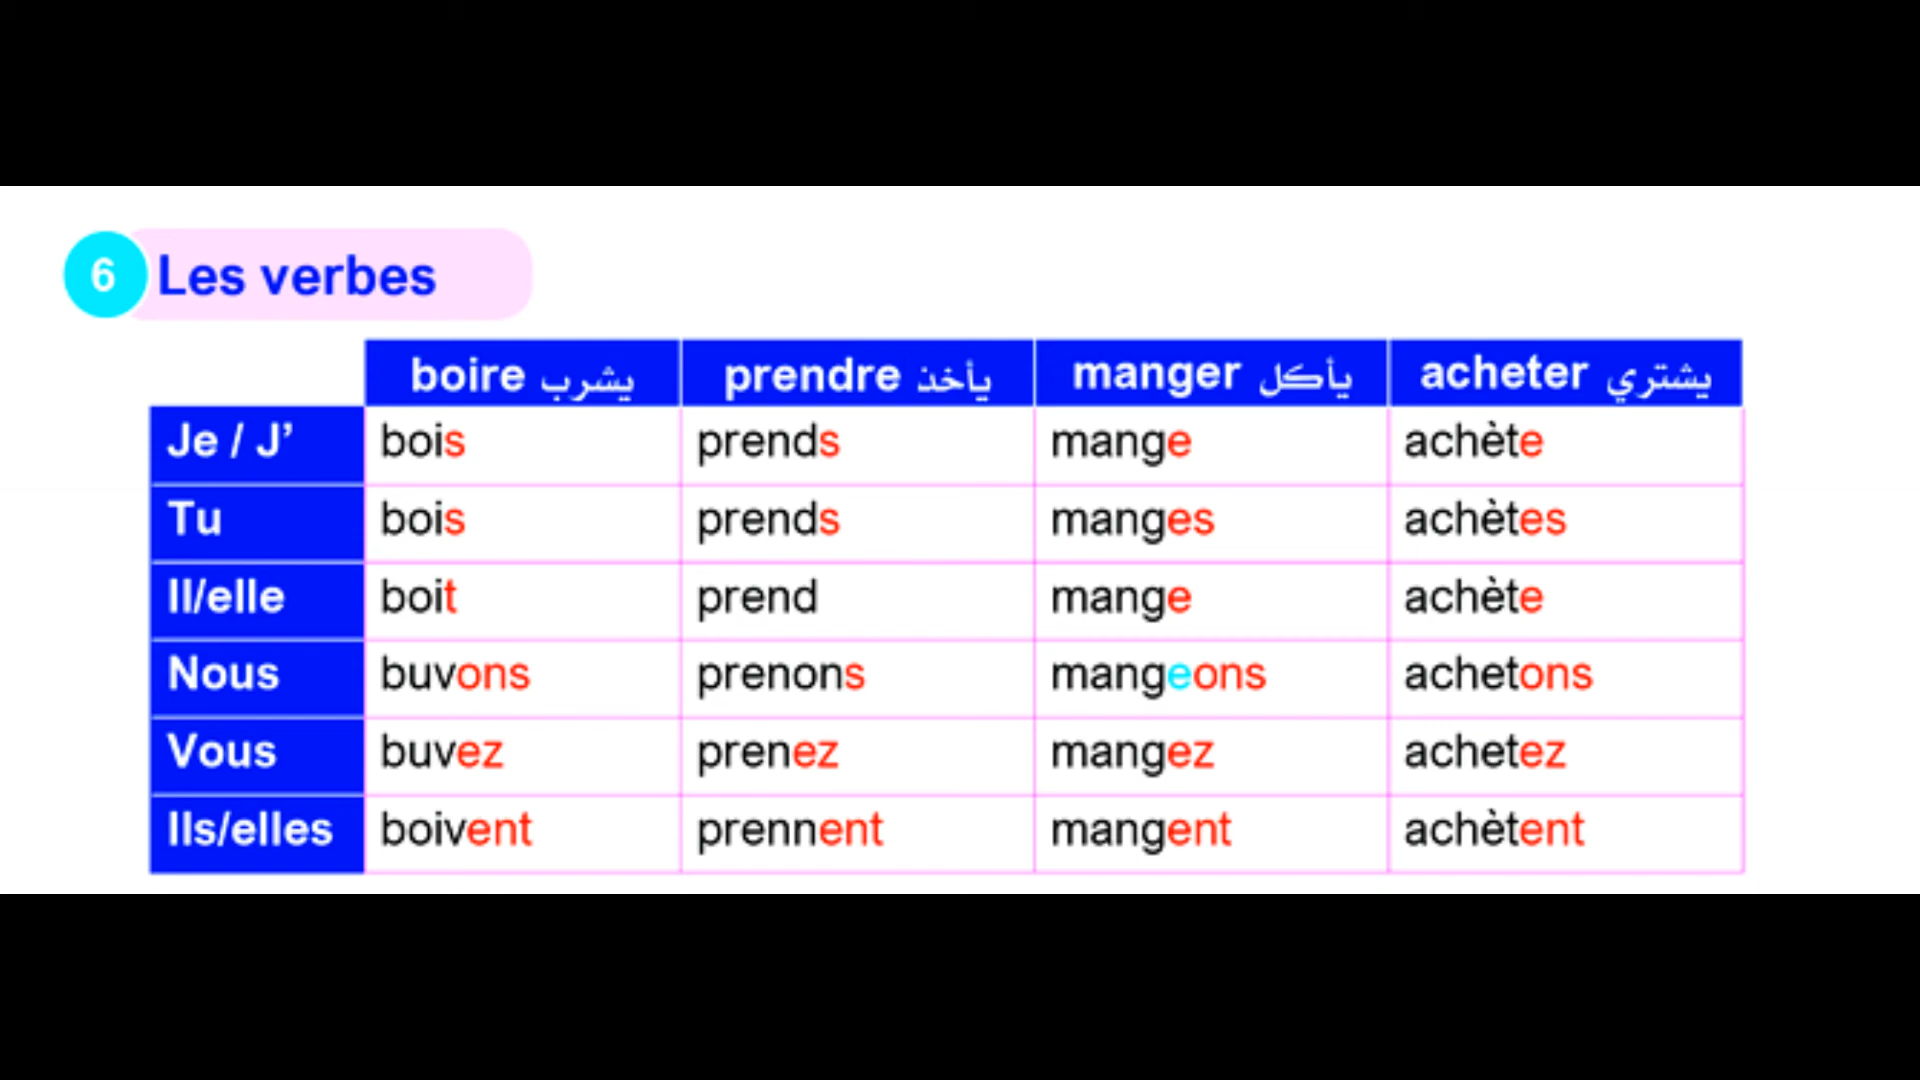 6 Les verbes
boire يشرب prendre يأخذ manger يأكل acheter يشتري
Je / J’ bois prends mange achète
Tu bois prends manges achètes
Il/elle boit prend mange achète
Nous buvons prenons mangeons achetons
Vous buvez prenez mangez achetez
Ils/elles boivent prennent mangent achètent